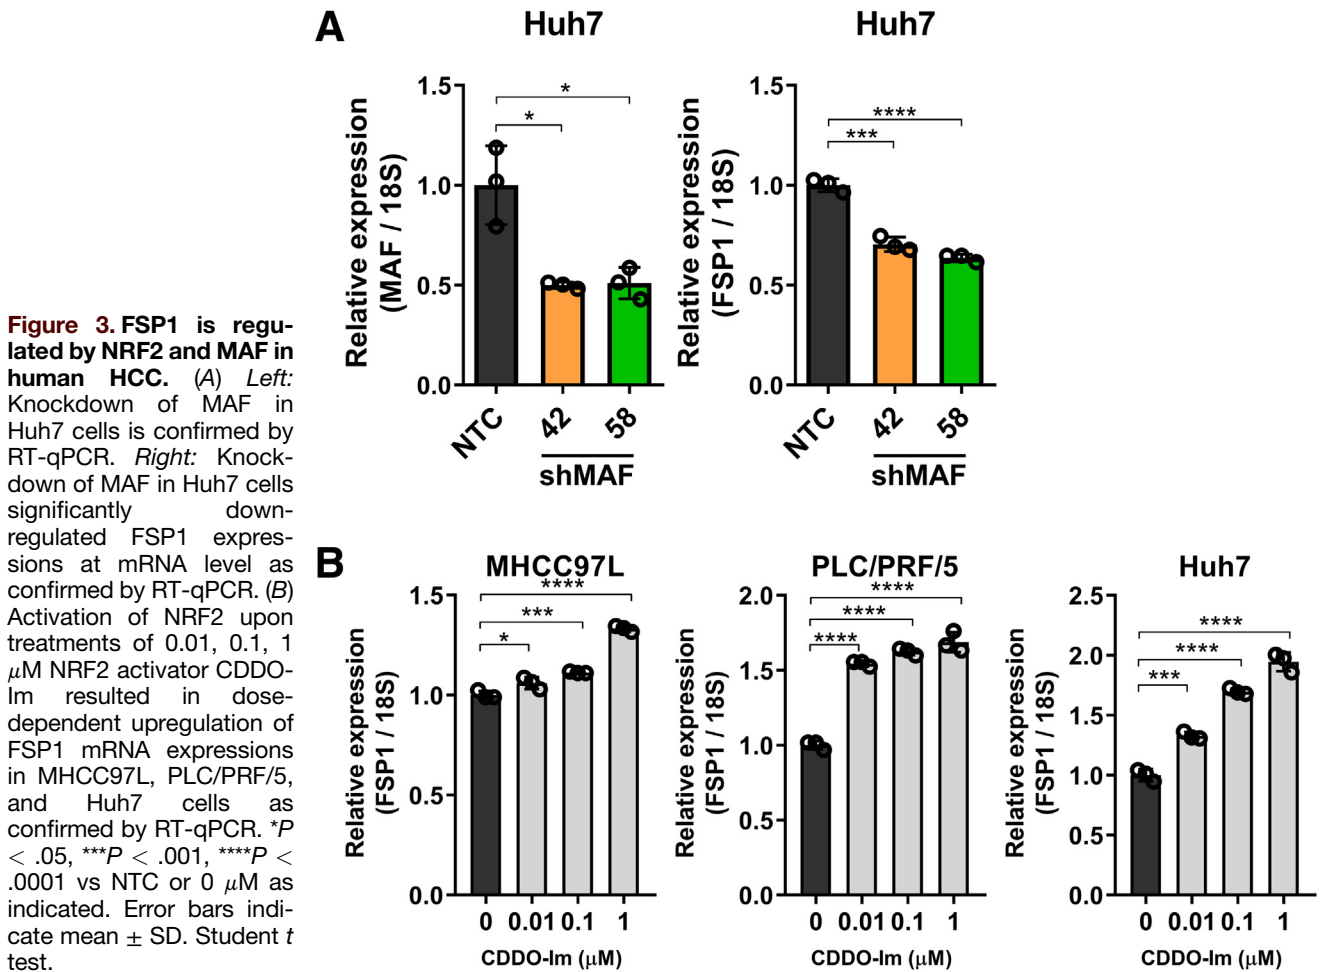 A
Huh7
Relative expression
(MAF / 18S)
1.5
1.0
0.5
0.0
*
*
NTC
42
58
shMAF
Huh7
Relative expression
(FSP1 / 18S)
1.5
1.0
0.5
0.0
****
***
NTC
42
58
shMAF
Figure 3. FSP1 is regu-
lated by NRF2 and MAF in
human HCC. (A) Left:
Knockdown of MAF in
Huh7 cells is confirmed by
RT-qPCR. Right: Knock-
down of MAF in Huh7 cells
significantly down-
regulated FSP1 expres-
sions at mRNA level as
confirmed by RT-qPCR. (B)
Activation of NRF2 upon
treatments of 0.01, 0.1, 1
μM NRF2 activator CDDO-
Im resulted in dose-
dependent upregulation of
FSP1 mRNA expressions
in MHCC97L, PLC/PRF/5,
and Huh7 cells as
confirmed by RT-qPCR. *P
< .05, ***P < .001, ****P <
.0001 vs NTC or 0 μM as
indicated. Error bars indi-
cate mean ± SD. Student t
test.
B
MHCC97L
Relative expression
(FSP1 / 18S)
1.5
1.0
0.5
0.0
****
***
*
0 0.01 0.1 1
CDDO-Im (μM)
PLC/PRF/5
Relative expression
(FSP1 / 18S)
2.0
1.5
1.0
0.5
0.0
****
****
****
0 0.01 0.1 1
CDDO-Im (μM)
Huh7
Relative expression
(FSP1 / 18S)
2.5
2.0
1.5
1.0
0.5
0.0
****
****
***
0 0.01 0.1 1
CDDO-Im (μM)